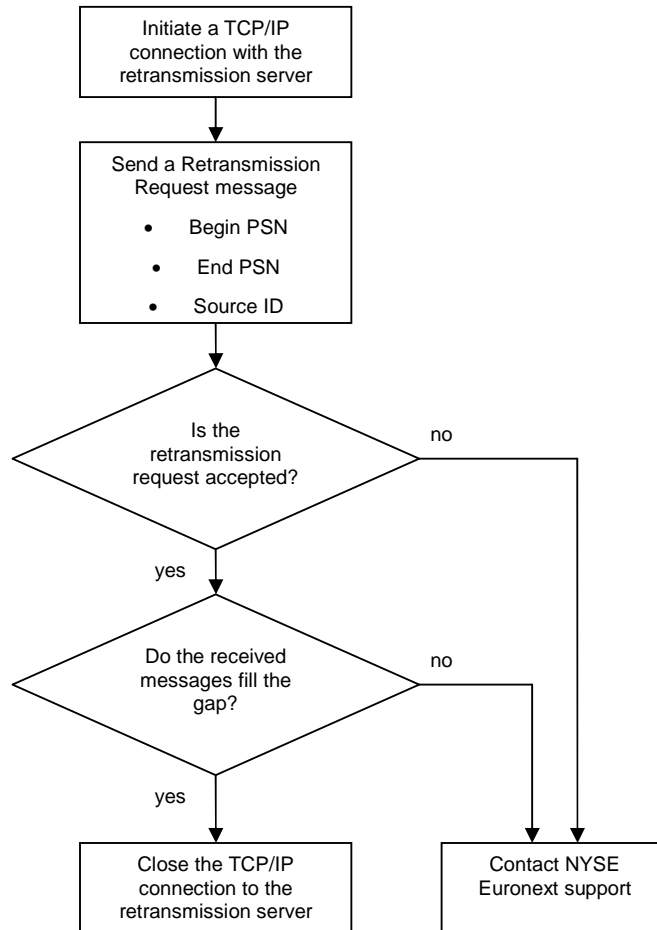 Initiate a TCP/IP
connection with the
retransmission server
Send a Retransmission
Request message
• Begin PSN
• End PSN
• Source ID
Is the
retransmission
request accepted?
no
yes
Do the received
messages fill the
gap?
no
yes
Close the TCP/IP
connection to the
retransmission server
Contact NYSE
Euronext support